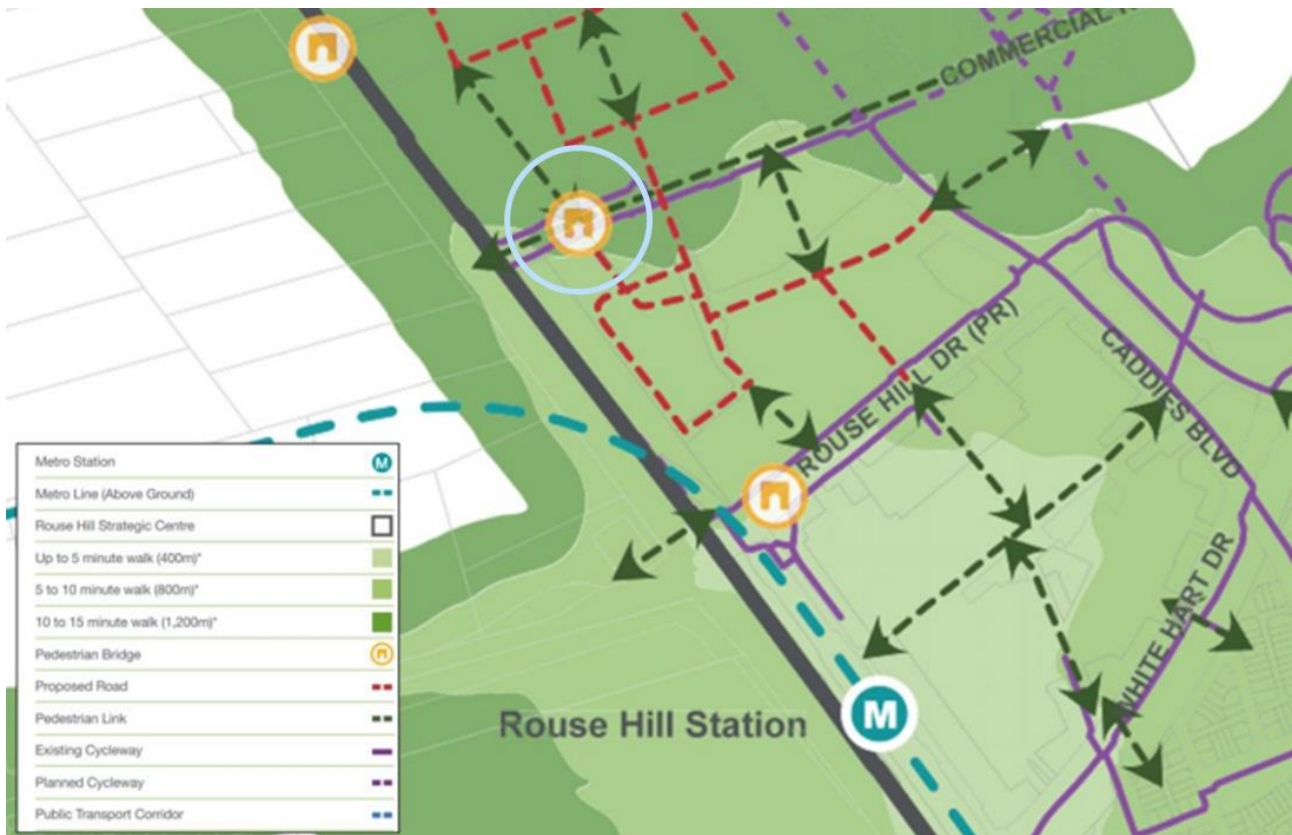 COMMERCIAL
ROUSE HILL DR (PR)
CADDIES BLVD
WHITE HART DR
Rouse Hill Station
M
Metro Station
M
Metro Line (Above Ground)
Rouse Hill Strategic Centre
Up to 5 minute walk (400m)*
5 to 10 minute walk (800m)*
10 to 15 minute walk (1,200m)*
Pedestrian Bridge
Proposed Road
Pedestrian Link
Existing Cycleway
Planned Cycleway
Public Transport Corridor